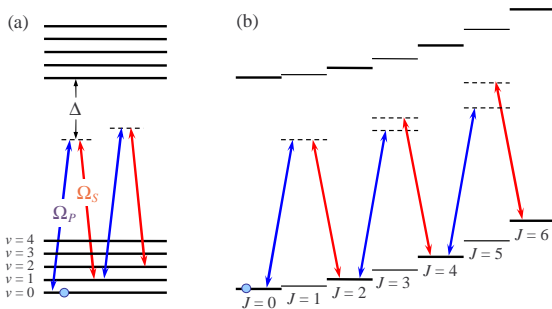 (a)
Δ
Ω_P
Ω_S
v = 4
v = 3
v = 2
v = 1
v = 0
(b)
J = 0
J = 1
J = 2
J = 3
J = 4
J = 5
J = 6